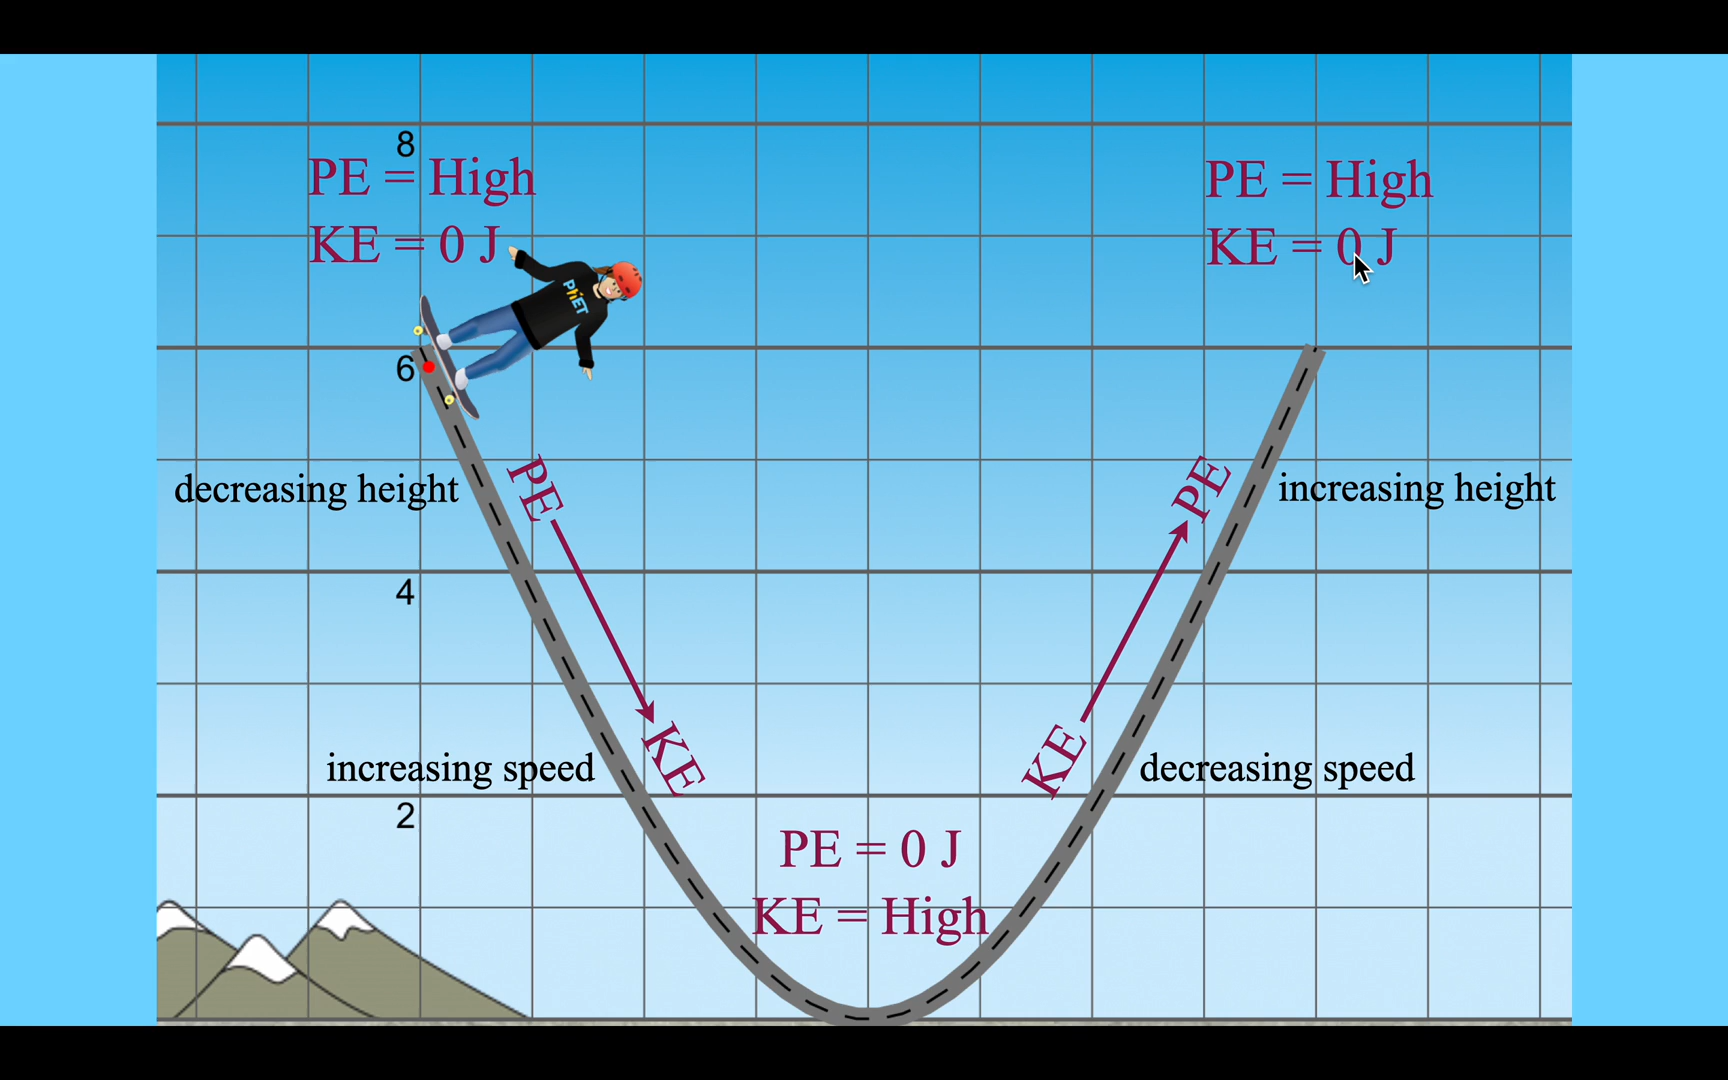 8
PE = High
KE = 0 J
PE = High
KE = 0 J
PhET
6
decreasing height
PE
PE
increasing height
4
increasing speed
KE
KE
decreasing speed
2
PE = 0 J
KE = High